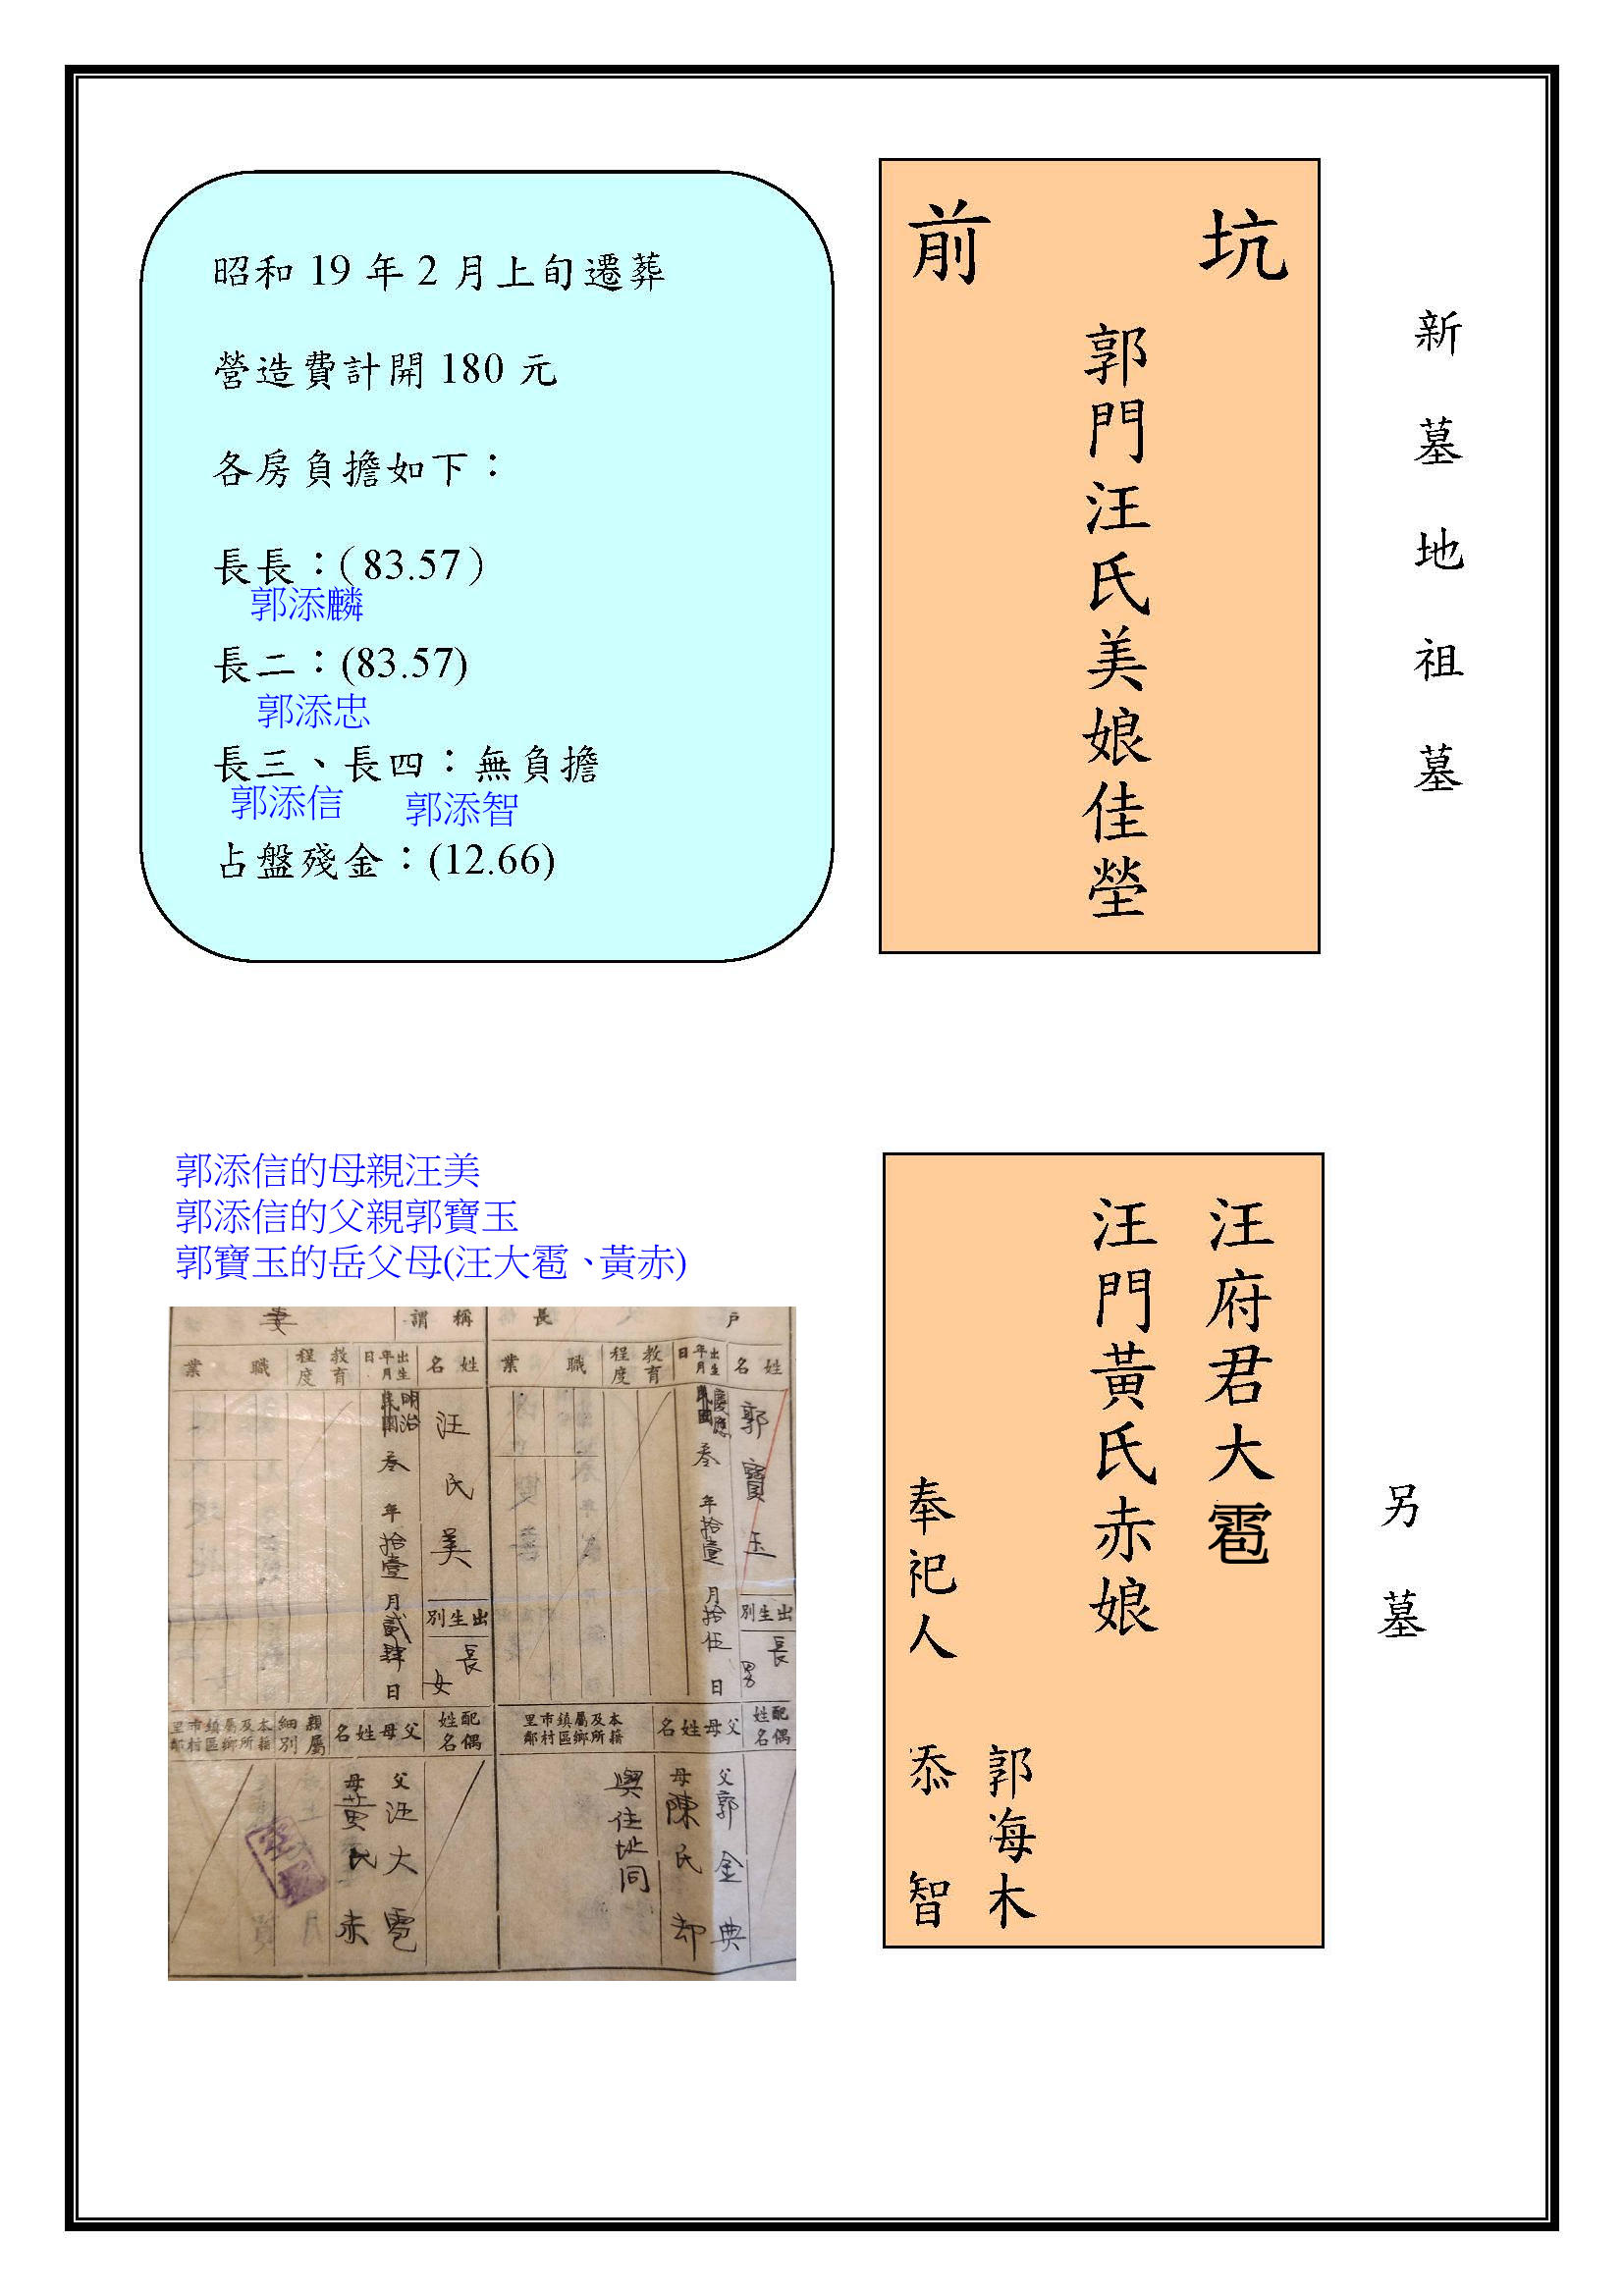 新墓地祖墓
坑前
郭門汪氏美娘佳塋
昭和 19 年 2 月上旬遷葬
營造費計開 180 元
各房負擔如下：
長長：（83.57）
郭添麟
長二：(83.57)
郭添忠
長三、長四：無負擔
郭添信 郭添智
占盤殘金：(12.66)
另墓
汪府君大雹
汪門黃氏赤娘
郭海木
奉祀人 添智
郭添信的母親汪美
郭添信的父親郭寶玉
郭寶玉的岳父母(汪大雹、黃赤)
戶長
姓名
出生年月日
教育程度
職業
郭寶玉
慶應叁年拾壹月拾伍日
出生別
長男
配偶姓名
父母姓名
本籍及所屬鄉鎮區市村里鄰
父郭金典
母陳氏却
與住址同
稱謂
妻
姓名
出生年月日
教育程度
職業
汪氏美
明治叁年拾壹月貳肆日
出生別
長女
配偶姓名
父母姓名
親屬細別
本籍及所屬鄉鎮區市村里鄰
父汪大雹
母黃氏赤